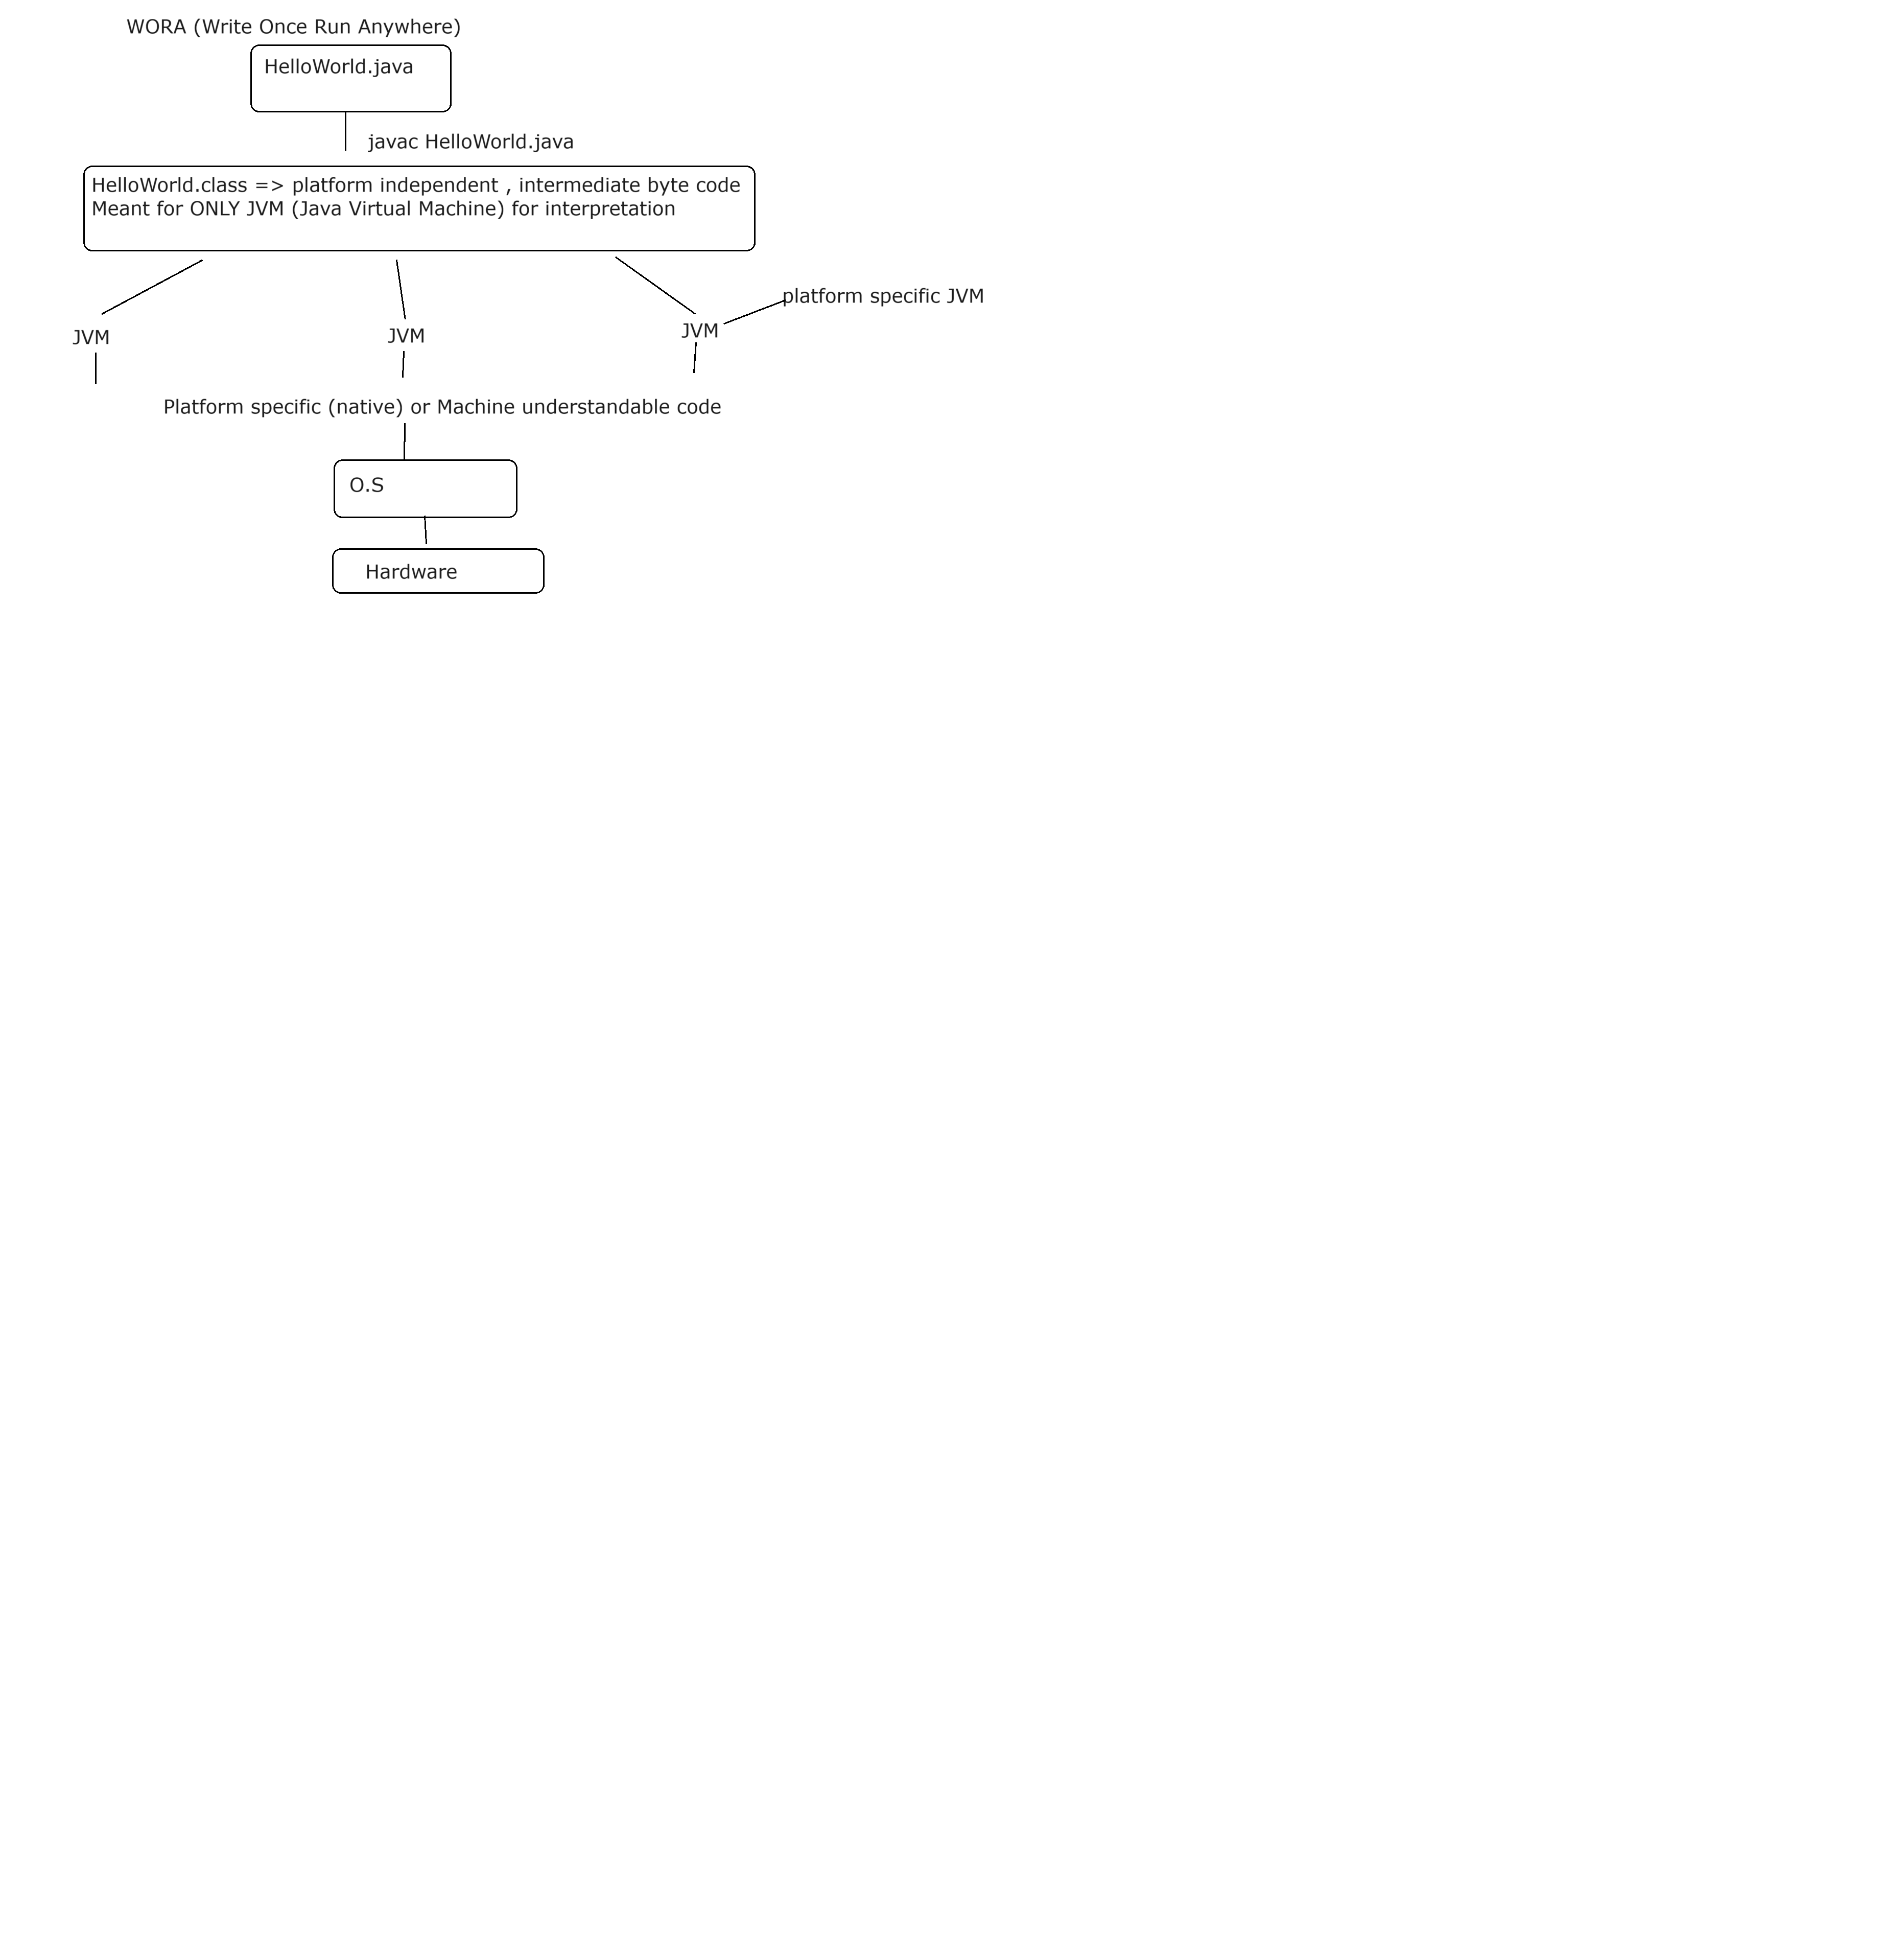 WORA (Write Once Run Anywhere)
HelloWorld.java
javac HelloWorld.java
HelloWorld.class => platform independent , intermediate byte code
Meant for ONLY JVM (Java Virtual Machine) for interpretation
platform specific JVM
JVM
JVM
JVM
Platform specific (native) or Machine understandable code
O.S
Hardware